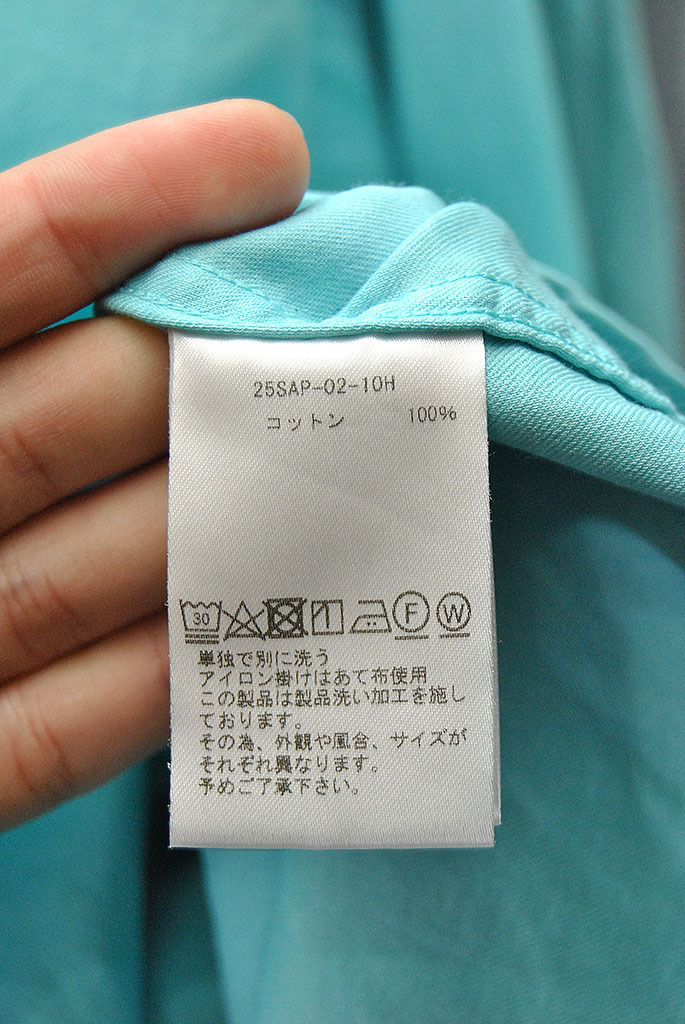 25SAP-02-10H
コットン 100%
30 F W
単独で別に洗う
アイロン掛けはあて布使用
この製品は製品洗い加工を施し
ております。
その為、外観や風合、サイズが
それぞれ異なります。
予めご了承下さい。